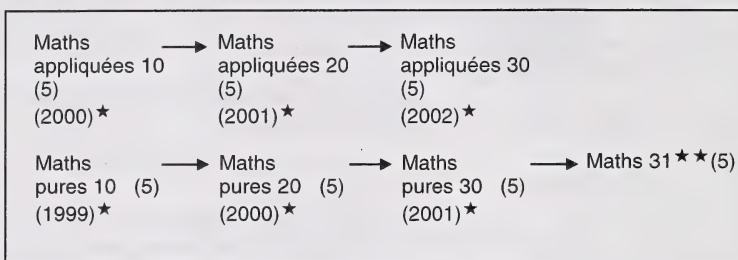 Maths → Maths → Maths
appliquées 10 appliquées 20 appliquées 30
(5) (5) (5)
(2000)★ (2001)★ (2002)★
Maths → Maths → Maths → Maths 31★★(5)
pures 10 (5) pures 20 (5) pures 30 (5)
(1999)★ (2000)★ (2001)★